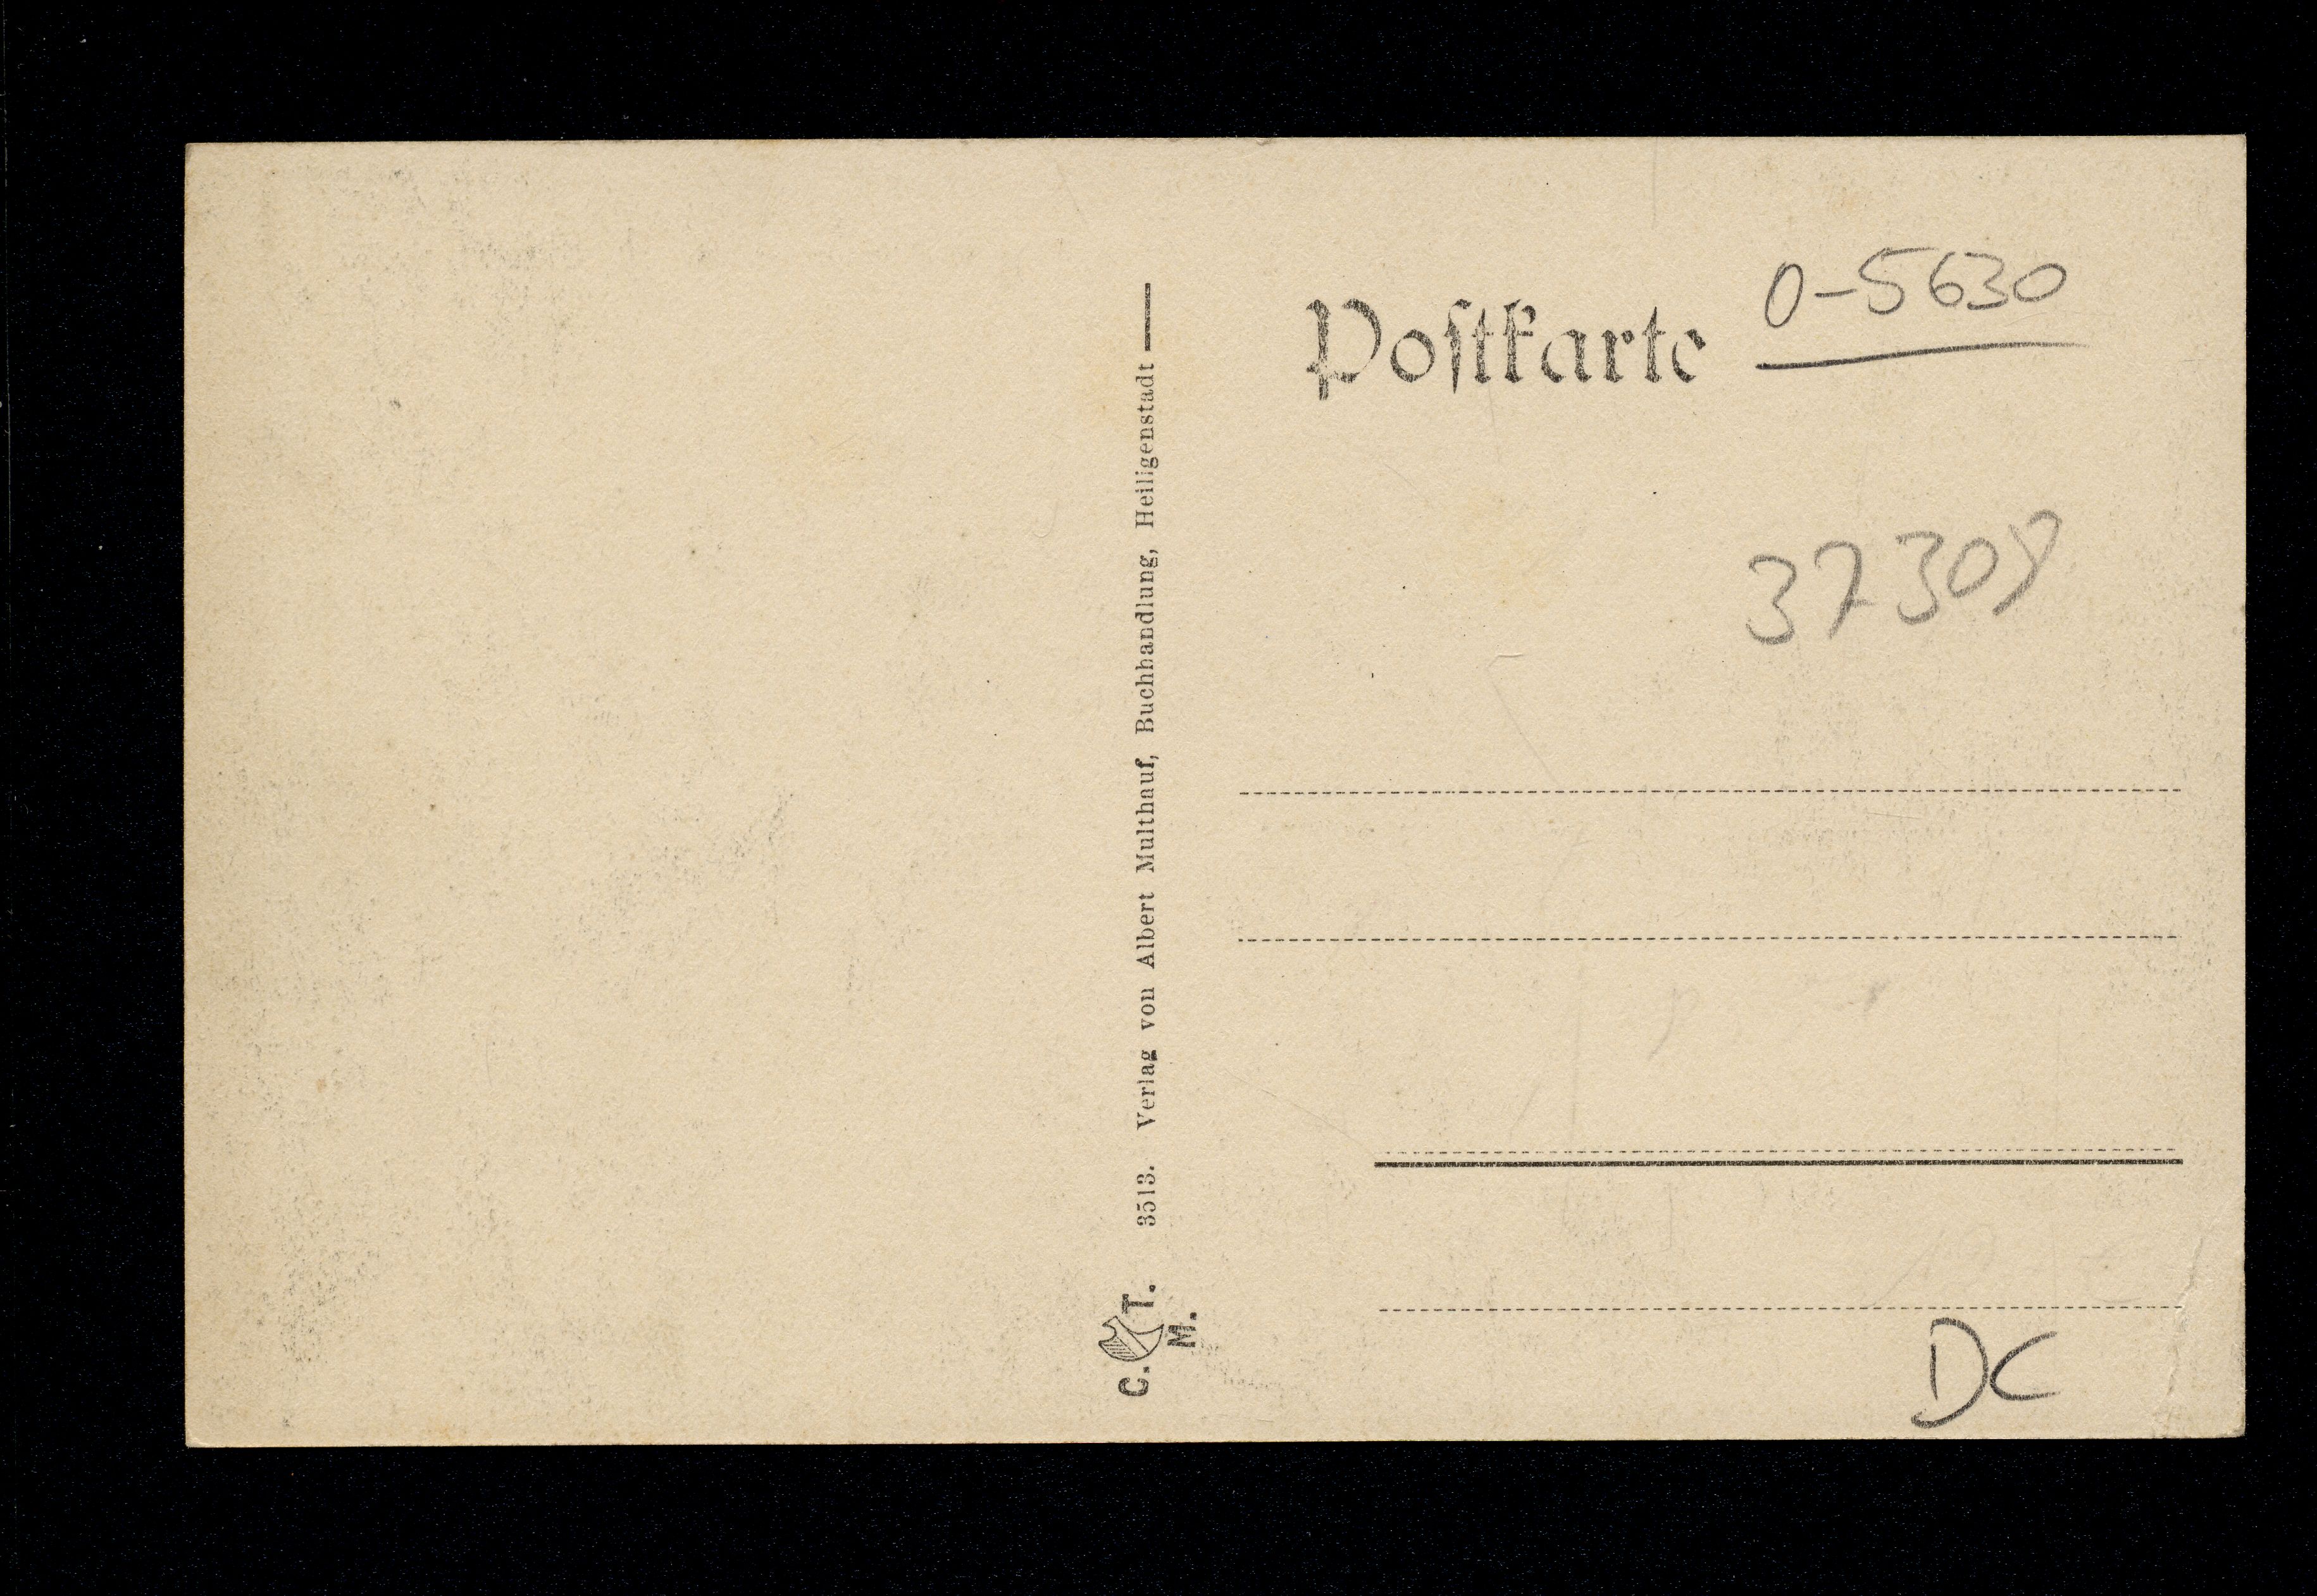 Poſtkarte
0-5630
37308
3513. Verlag von Albert Multhauf, Buchhandlung, Heiligenstadt
C. T.
M.
DC